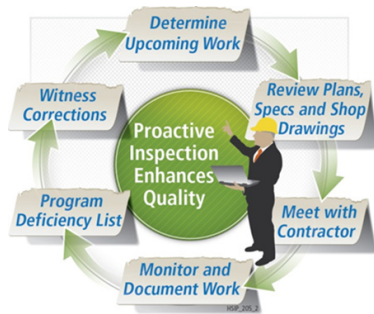 Determine
Upcoming Work
Review Plans,
Specs and Shop
Drawings
Meet with
Contractor
Monitor and
Document Work
Program
Deficiency List
Witness
Corrections
Proactive
Inspection
Enhances
Quality
RSIP_205_2